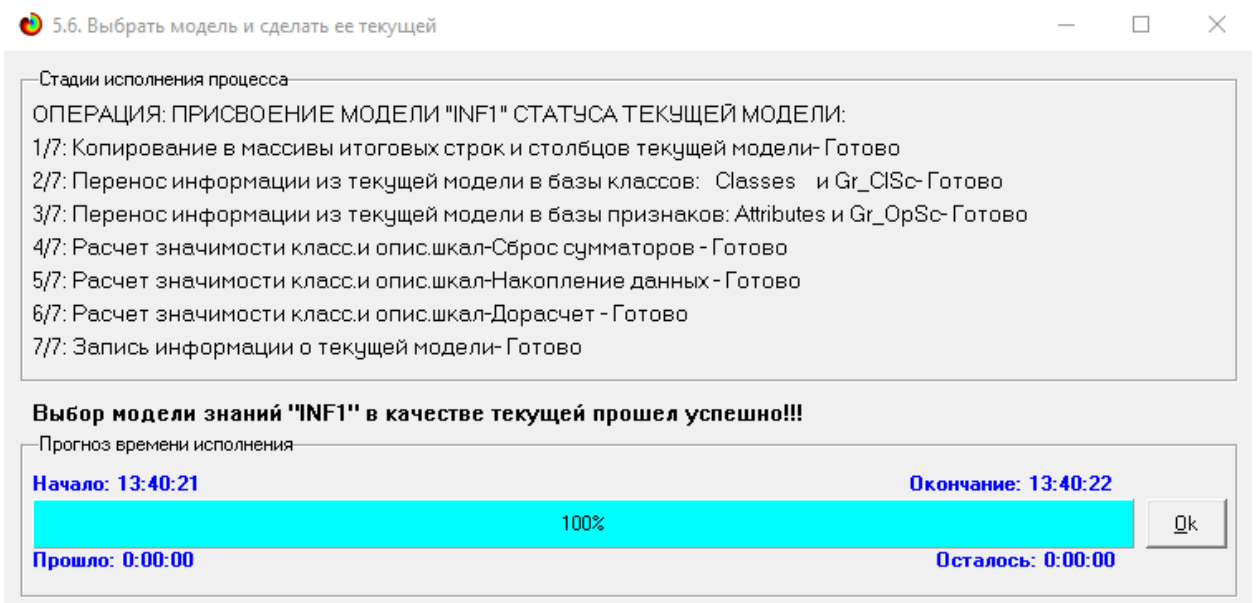 5.6. Выбрать модель и сделать ее текущей
Стадии исполнения процесса
ОПЕРАЦИЯ: ПРИСВОЕНИЕ МОДЕЛИ "INF1" СТАТУСА ТЕКУЩЕЙ МОДЕЛИ:
1/7: Копирование в массивы итоговых строк и столбцов текущей модели- Готово
2/7: Перенос информации из текущей модели в базы классов: Classes и Gr_ClSc- Готово
3/7: Перенос информации из текущей модели в базы признаков: Attributes и Gr_OpSc- Готово
4/7: Расчет значимости класс.и опис.шкал-Сброс сумматоров - Готово
5/7: Расчет значимости класс.и опис.шкал-Накопление данных - Готово
6/7: Расчет значимости класс.и опис.шкал-Дорасчет - Готово
7/7: Запись информации о текущей модели- Готово
Выбор модели знаний "INF1" в качестве текущей прошел успешно!!!
Прогноз времени исполнения
Начало: 13:40:21 Окончание: 13:40:22
100% Ok
Прошло: 0:00:00 Осталось: 0:00:00